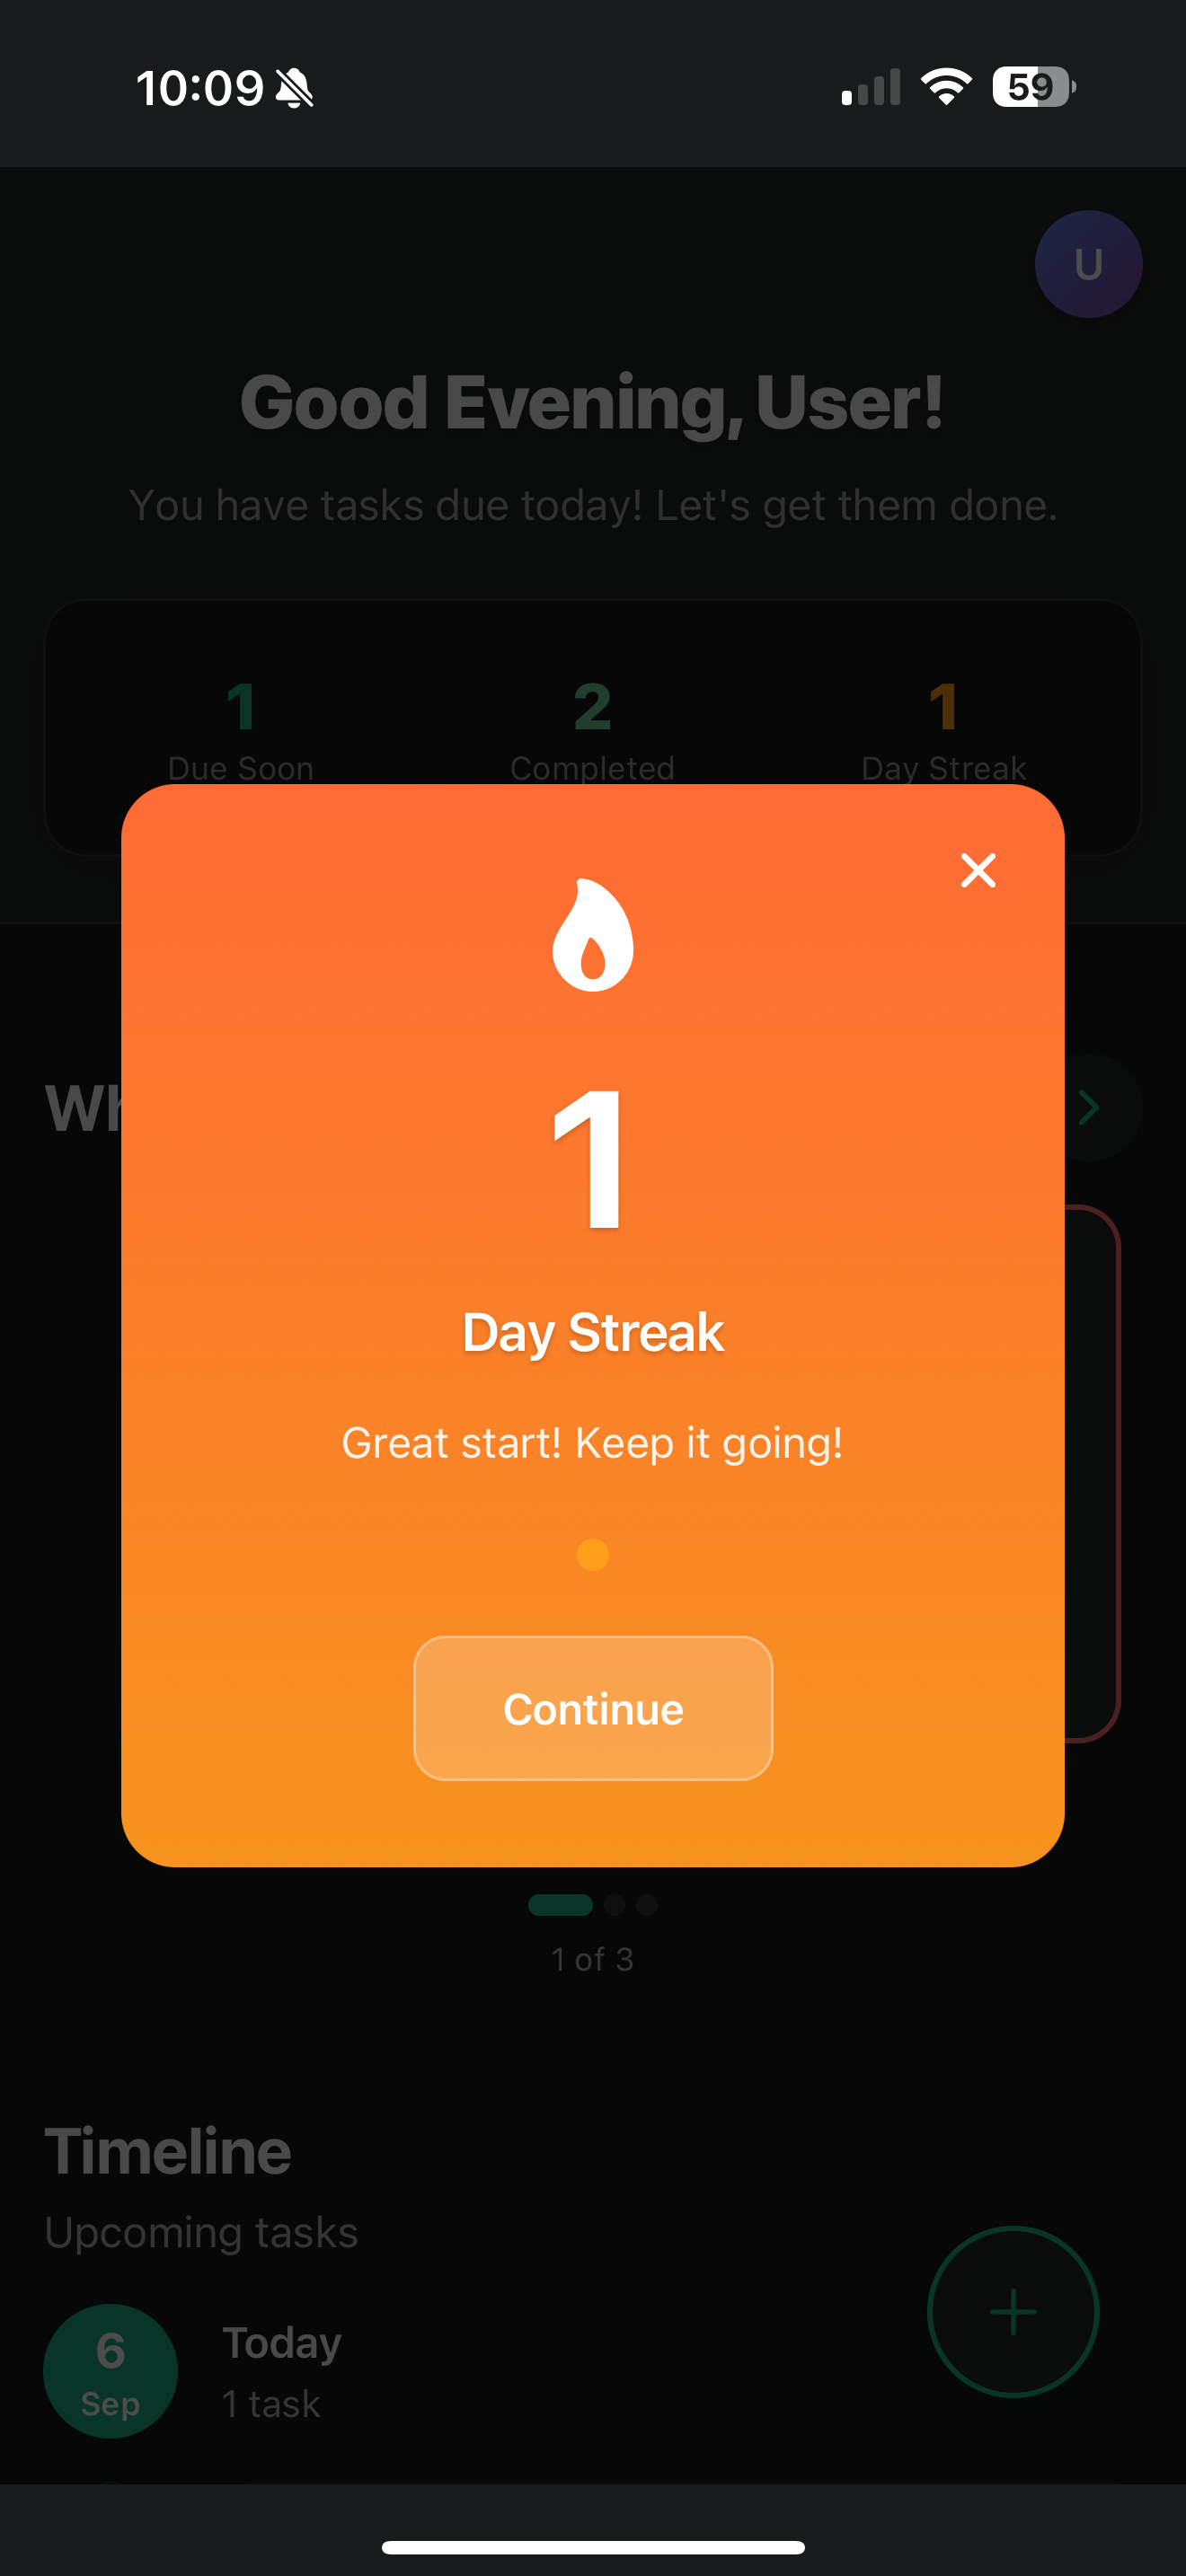 10:09
59
U
Good Evening, User!
You have tasks due today! Let's get them done.
1
Due Soon
2
Completed
1
Day Streak
1
Day Streak
Great start! Keep it going!
Continue
1 of 3
Timeline
Upcoming tasks
6
Sep
Today
1 task